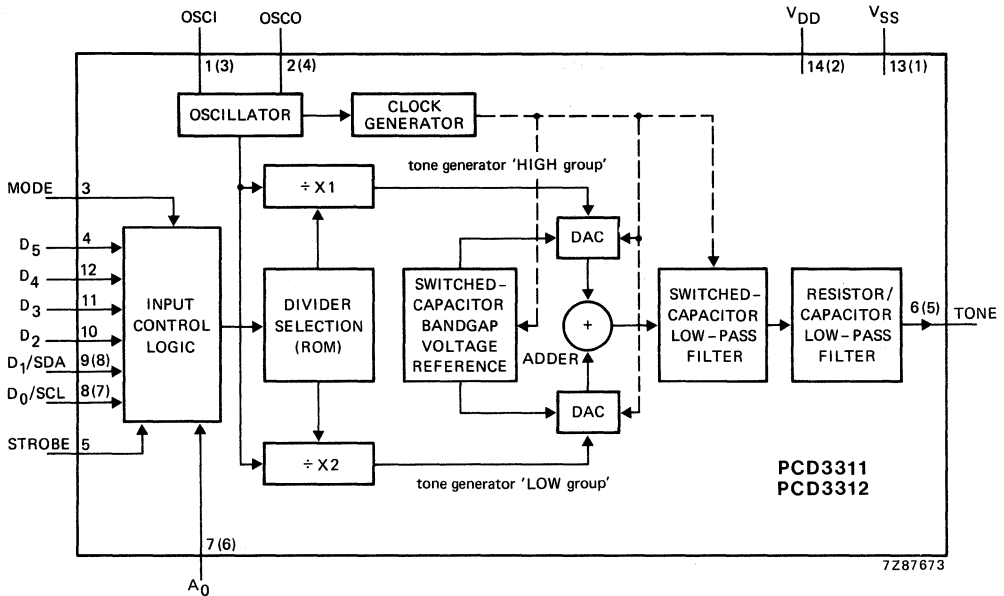 OSCI OSCO V_DD V_SS
1 (3) 2 (4) 14 (2) 13 (1)
OSCILLATOR
CLOCK
GENERATOR
tone generator 'HIGH group'
MODE 3
÷ X1
DAC
D5 4
D4 12
D3 11
D2 10
D1/SDA 9(8)
D0/SCL 8(7)
STROBE 5
INPUT
CONTROL
LOGIC
DIVIDER
SELECTION
(ROM)
SWITCHED-
CAPACITOR
BANDGAP
VOLTAGE
REFERENCE
+
ADDER
SWITCHED-
CAPACITOR
LOW-PASS
FILTER
RESISTOR/
CAPACITOR
LOW-PASS
FILTER
6 (5) TONE
DAC
÷ X2
tone generator 'LOW group'
PCD3311
PCD3312
7 (6)
A0
7Z87673